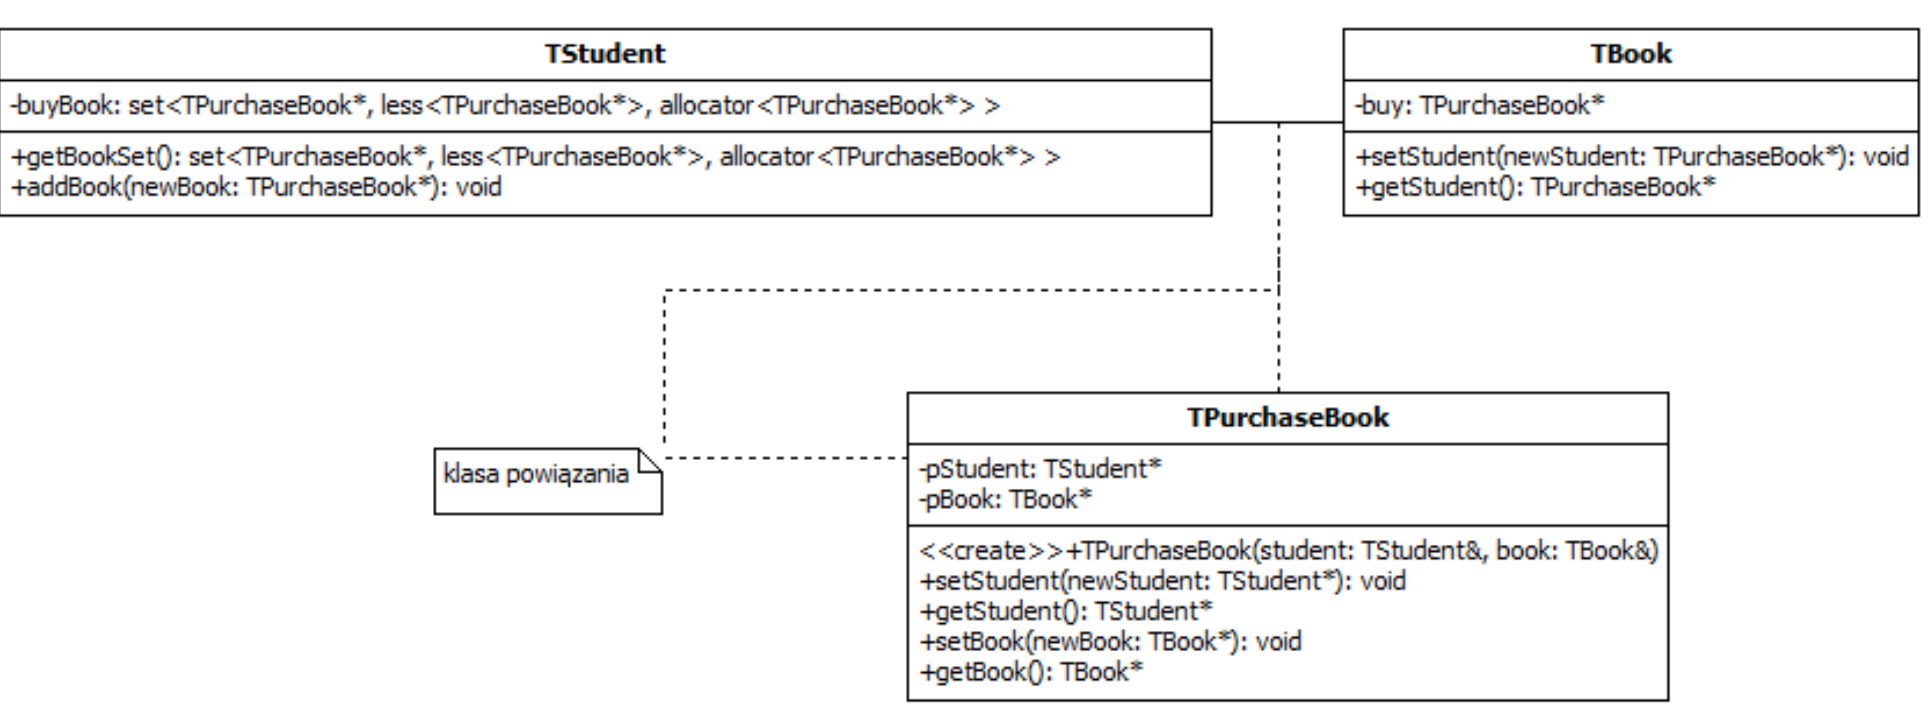 TStudent
-buyBook: set<TPurchaseBook*, less<TPurchaseBook*>, allocator<TPurchaseBook*> >
+getBookSet(): set<TPurchaseBook*, less<TPurchaseBook*>, allocator<TPurchaseBook*> >
+addBook(newBook: TPurchaseBook*): void
TBook
-buy: TPurchaseBook*
+setStudent(newStudent: TPurchaseBook*): void
+getStudent(): TPurchaseBook*
klasa powiązania
TPurchaseBook
-pStudent: TStudent*
-pBook: TBook*
<<create>>+TPurchaseBook(student: TStudent&, book: TBook&)
+setStudent(newStudent: TStudent*): void
+getStudent(): TStudent*
+setBook(newBook: TBook*): void
+getBook(): TBook*